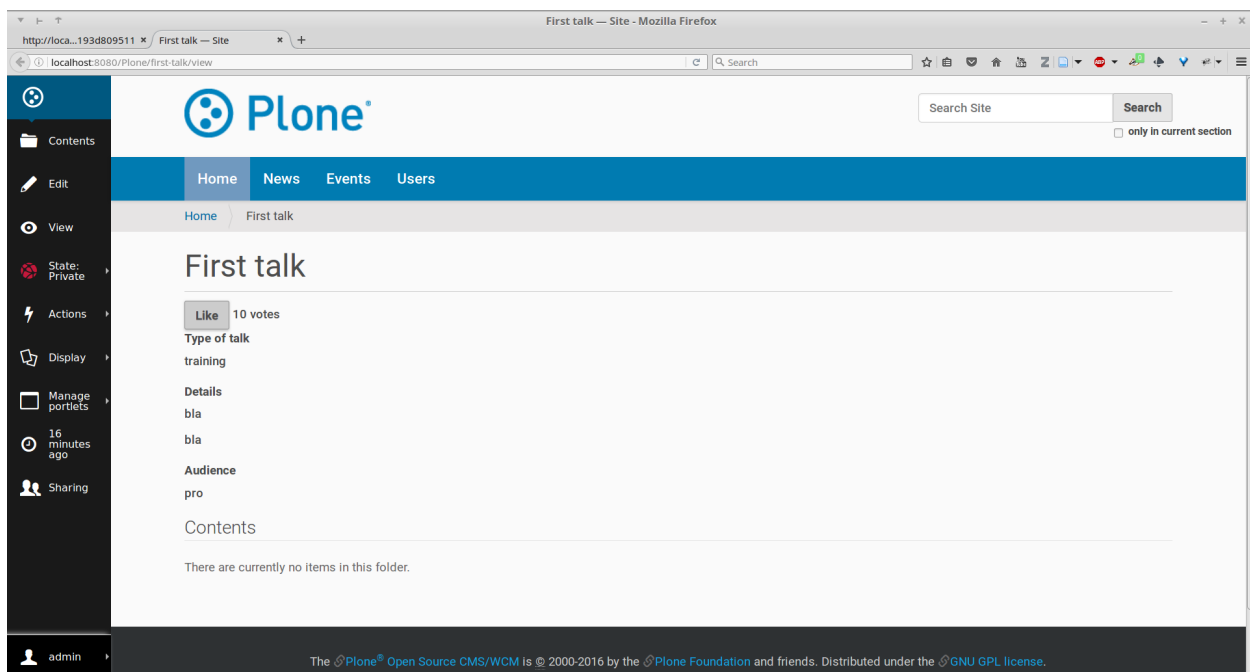 First talk — Site - Mozilla Firefox
http://loca...193d809511
First talk — Site
localhost:8080/Plone/first-talk/view
Search
Plone®
Search Site
Search
only in current section
Contents
Edit
View
State:
Private
Actions
Display
Manage
portlets
16
minutes
ago
Sharing
admin
Home News Events Users
Home First talk
First talk
Like 10 votes
Type of talk
training
Details
bla
bla
Audience
pro
Contents
There are currently no items in this folder.
The Plone® Open Source CMS/WCM is © 2000-2016 by the Plone Foundation and friends. Distributed under the GNU GPL license.